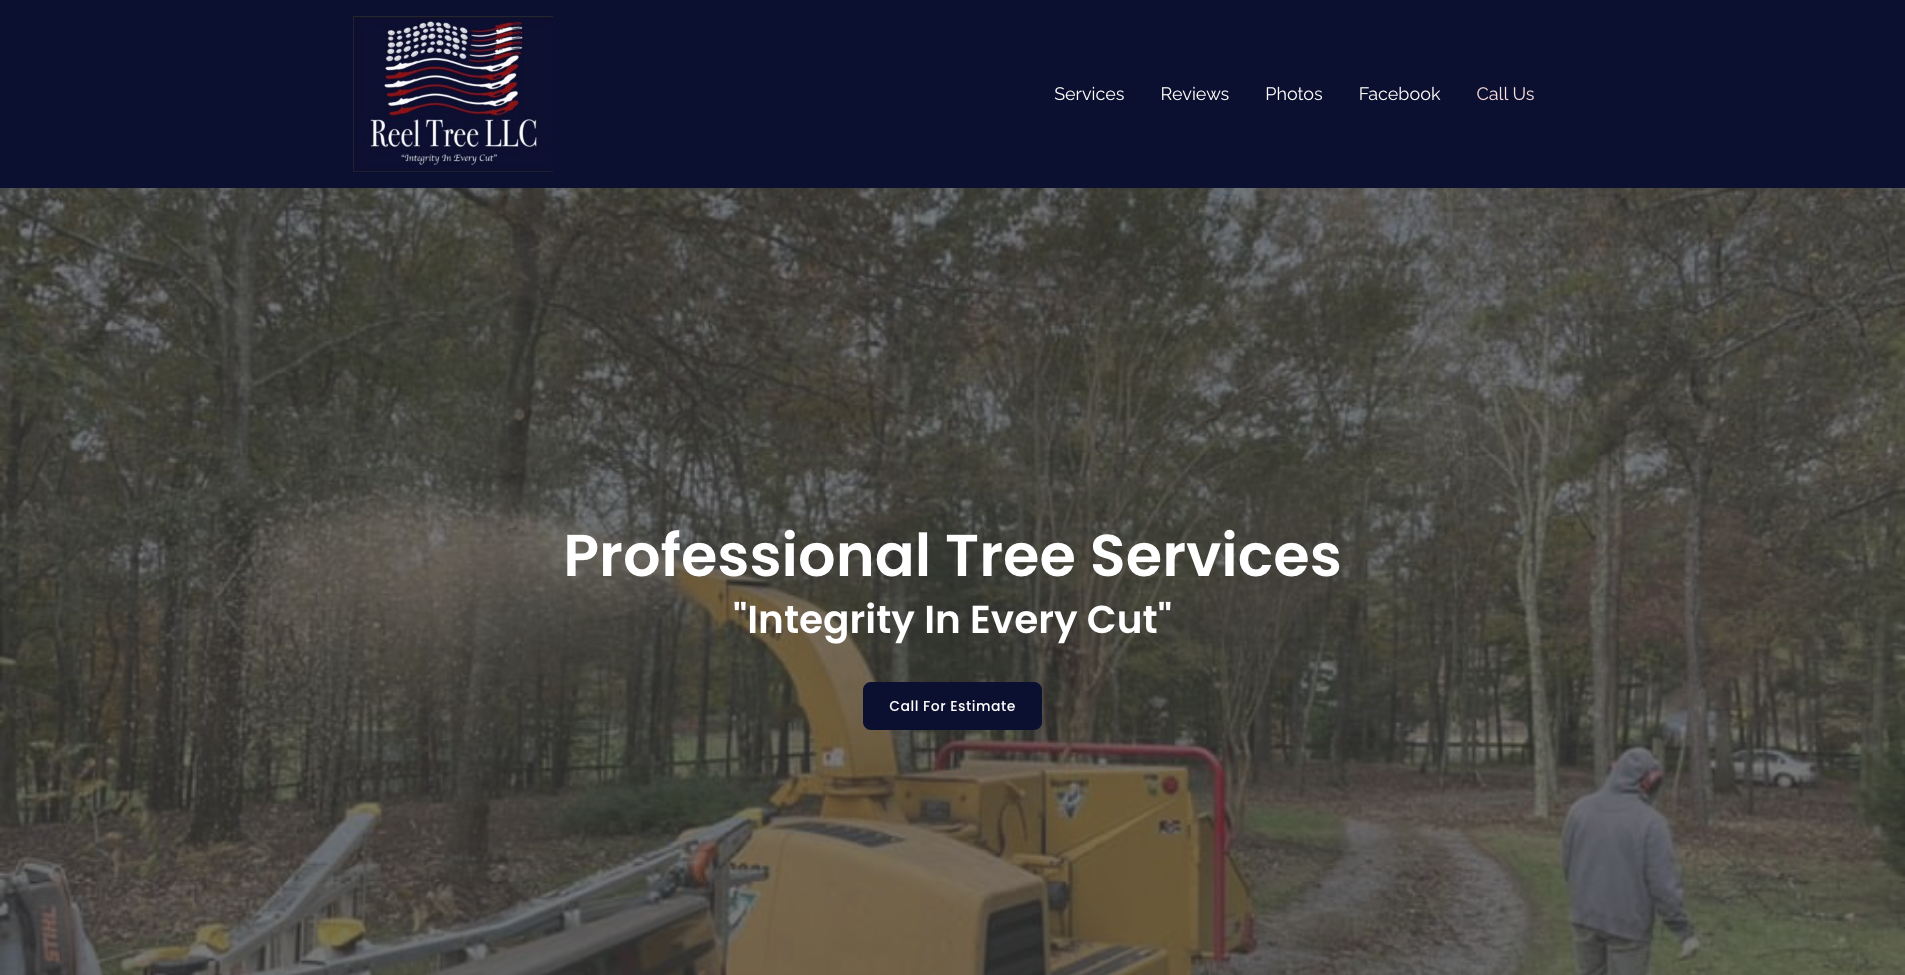 Reel Tree LLC
"Integrity In Every Cut"
Services Reviews Photos Facebook Call Us
Professional Tree Services
"Integrity In Every Cut"
Call For Estimate
STIHL